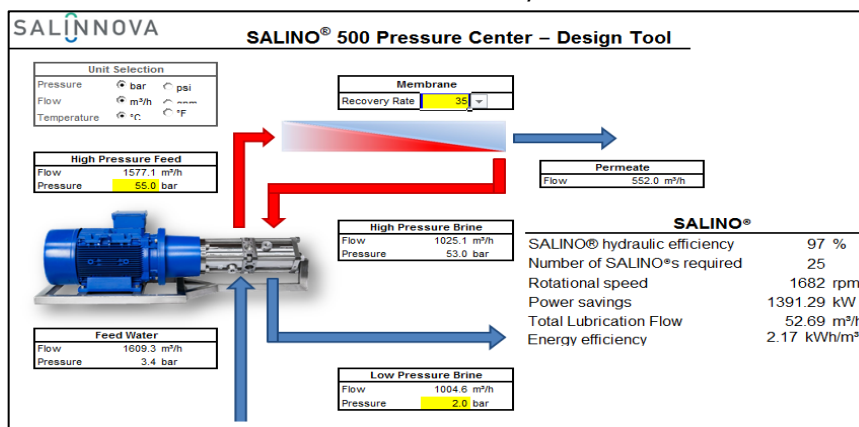 SALINNOVA
SALINO® 500 Pressure Center – Design Tool
Unit Selection
Pressure bar psi
Flow m³/h
Temperature °C °F
Membrane
Recovery Rate 35
High Pressure Feed
Flow 1577.1 m³/h
Pressure 55.0 bar
Permeate
Flow 552.0 m³/h
High Pressure Brine
Flow 1025.1 m³/h
Pressure 53.0 bar
SALINO®
SALINO® hydraulic efficiency 97 %
Number of SALINO®s required 25
Rotational speed 1682 rpm
Power savings 1391.29 kW
Total Lubrication Flow 52.69 m³/h
Energy efficiency 2.17 kWh/m³
Feed Water
Flow 1609.3 m³/h
Pressure 3.4 bar
Low Pressure Brine
Flow 1004.6 m³/h
Pressure 2.0 bar